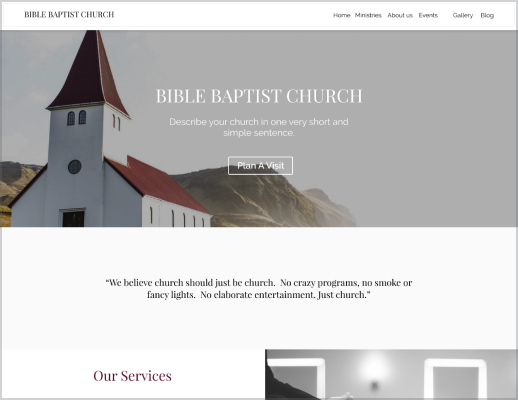 BIBLE BAPTIST CHURCH
Home Ministries About us Events Gallery Blog
BIBLE BAPTIST CHURCH
Describe your church in one very short and
simple sentence.
Plan A Visit
“We believe church should just be church. No crazy programs, no smoke or
fancy lights. No elaborate entertainment. Just church.”
Our Services